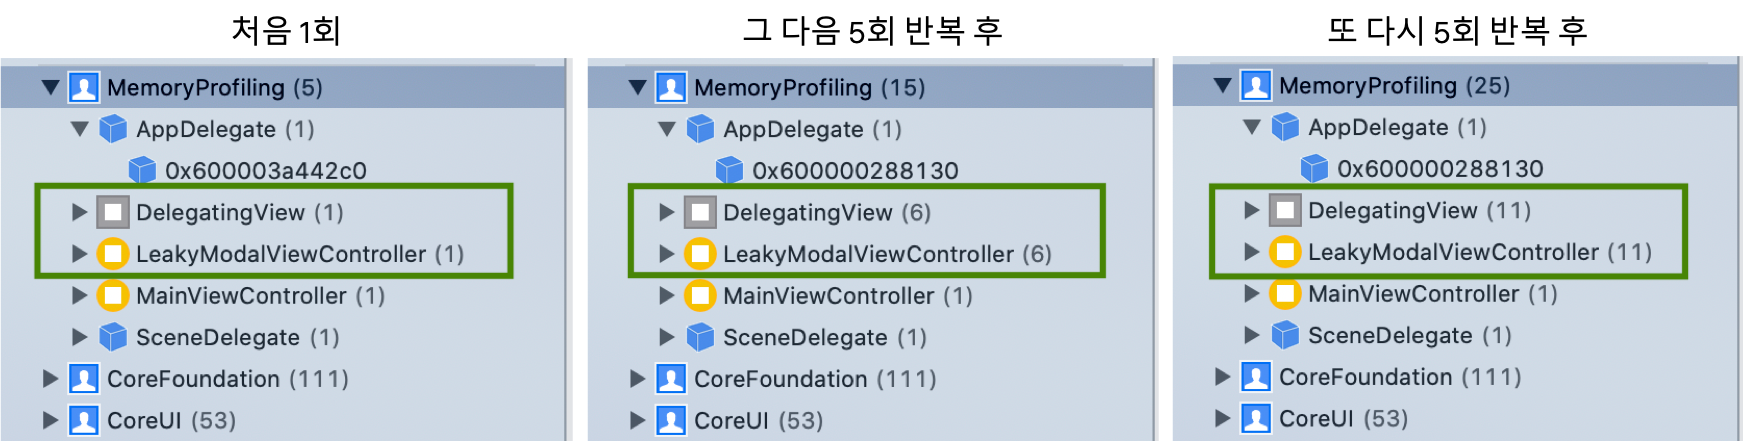 처음 1회
MemoryProfiling (5)
AppDelegate (1)
0x600003a442c0
DelegatingView (1)
LeakyModalViewController (1)
MainViewController (1)
SceneDelegate (1)
CoreFoundation (111)
CoreUI (53)
그 다음 5회 반복 후
MemoryProfiling (15)
AppDelegate (1)
0x600000288130
DelegatingView (6)
LeakyModalViewController (6)
MainViewController (1)
SceneDelegate (1)
CoreFoundation (111)
CoreUI (53)
또 다시 5회 반복 후
MemoryProfiling (25)
AppDelegate (1)
0x600000288130
DelegatingView (11)
LeakyModalViewController (11)
MainViewController (1)
SceneDelegate (1)
CoreFoundation (111)
CoreUI (53)